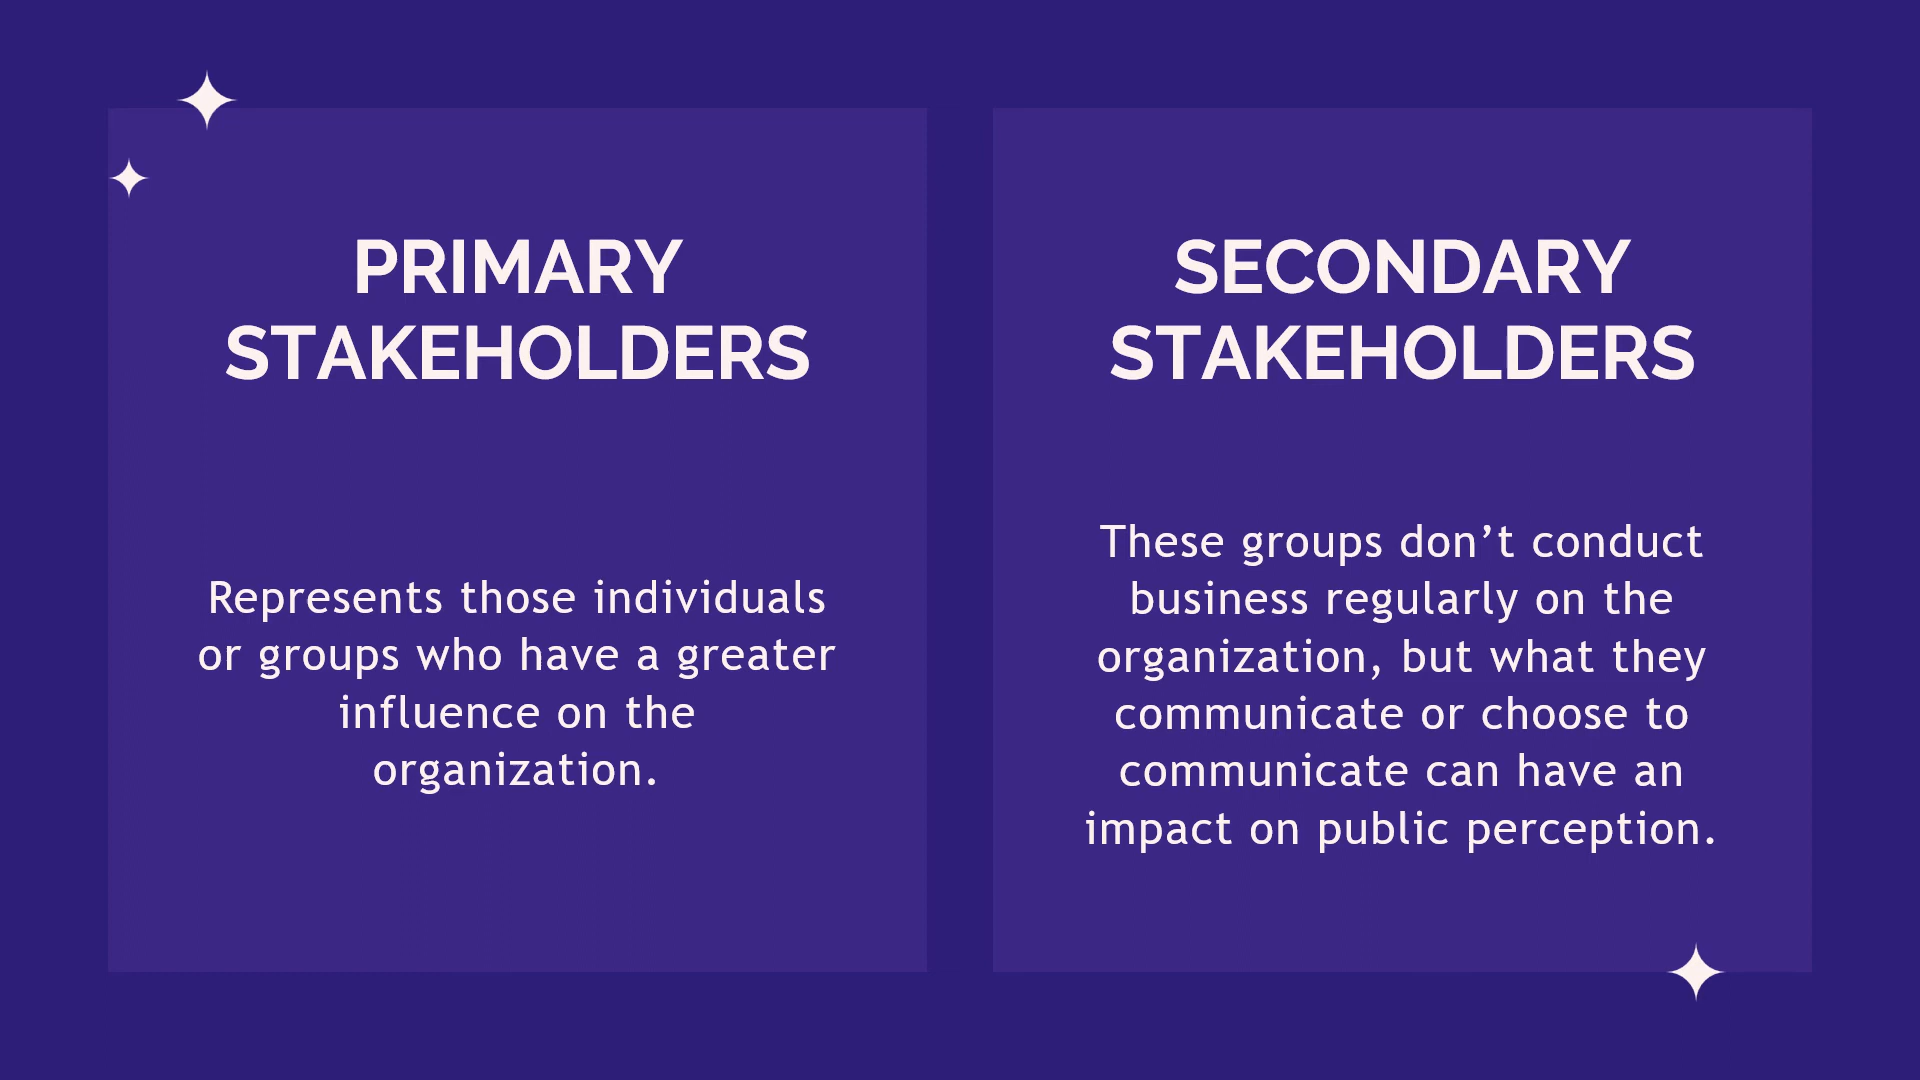 PRIMARY
STAKEHOLDERS
Represents those individuals
or groups who have a greater
influence on the
organization.
SECONDARY
STAKEHOLDERS
These groups don’t conduct
business regularly on the
organization, but what they
communicate or choose to
communicate can have an
impact on public perception.